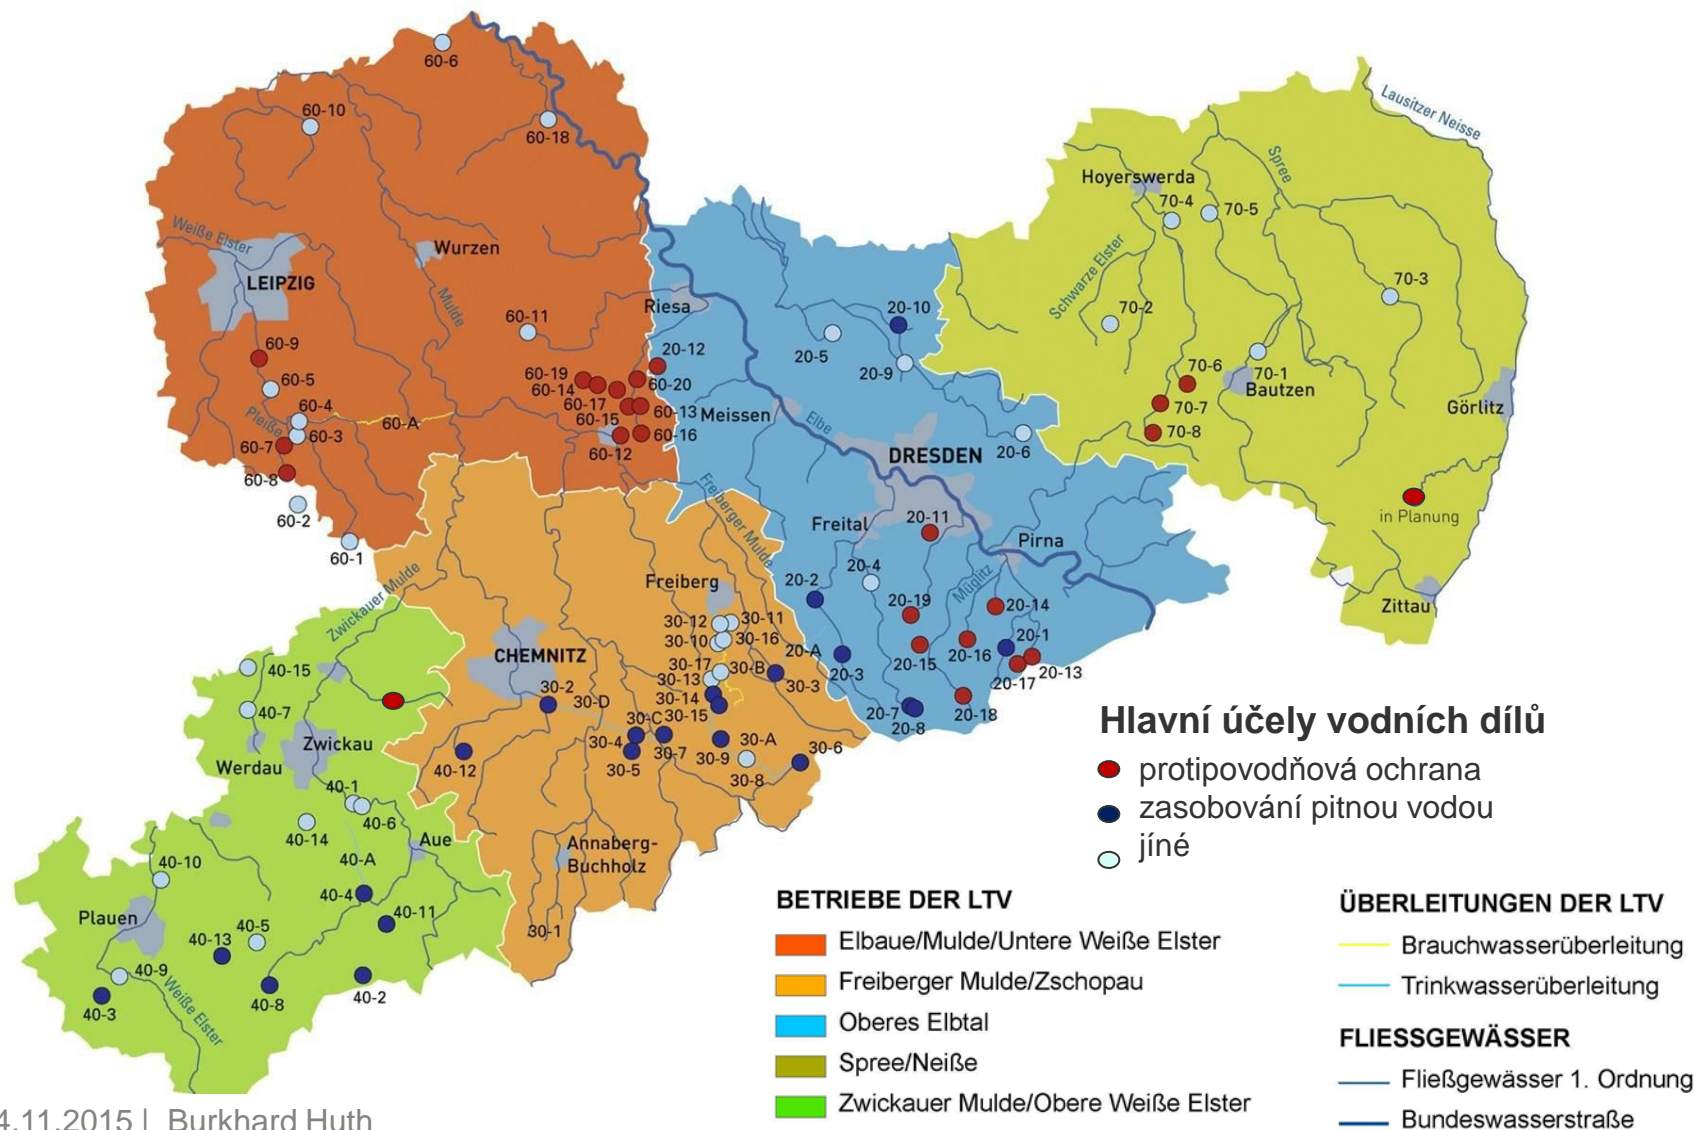 60-6
60-10
60-18
Lausitzer Neisse
Spree
Hoyerswerda
70-4
70-5
Weiße Elster
Wurzen
LEIPZIG
Mulde
Schwarze Elster
70-3
Riesa
70-2
60-11
20-10
20-5
20-9
60-9
20-12
60-19
60-20
60-14
60-5
70-6
70-1
Bautzen
60-4
60-17
60-13
Meissen
70-7
Görlitz
Pleiße
60-A
60-15
Elbe
60-3
60-16
70-8
60-7
60-12
DRESDEN
20-6
60-8
Freiberger Mulde
60-2
20-11
Freital
in Planung
Pirna
60-1
Zwickauer Mulde
Freiberg
20-2
20-4
Müglitz
20-19
20-14
Zittau
30-12
30-11
30-10
30-16
20-1
CHEMNITZ
20-A
20-16
40-15
30-17
30-B
20-15
20-13
30-13
20-3
20-17
30-2
30-D
30-14
30-3
40-7
30-C
30-15
20-7
20-18
20-8
Zwickau
30-4
30-A
30-6
Werdau
40-12
30-5
30-7
30-9
30-8
40-1
40-6
40-14
Aue
Annaberg-
Buchholz
40-10
40-A
40-4
Plauen
40-5
40-11
40-13
30-1
40-9
Weiße Elster
40-8
40-2
40-3
Hlavní účely vodních dílů
protipovodňová ochrana
zasobování pitnou vodou
jíné
BETRIEBE DER LTV
Elbaue/Mulde/Untere Weiße Elster
Freiberger Mulde/Zschopau
Oberes Elbtal
Spree/Neiße
Zwickauer Mulde/Obere Weiße Elster
ÜBERLEITUNGEN DER LTV
Brauchwasserüberleitung
Trinkwasserüberleitung
FLIESSGEWÄSSER
Fließgewässer 1. Ordnung
Bundeswasserstraße
4.11.2015 | Burkhard Huth